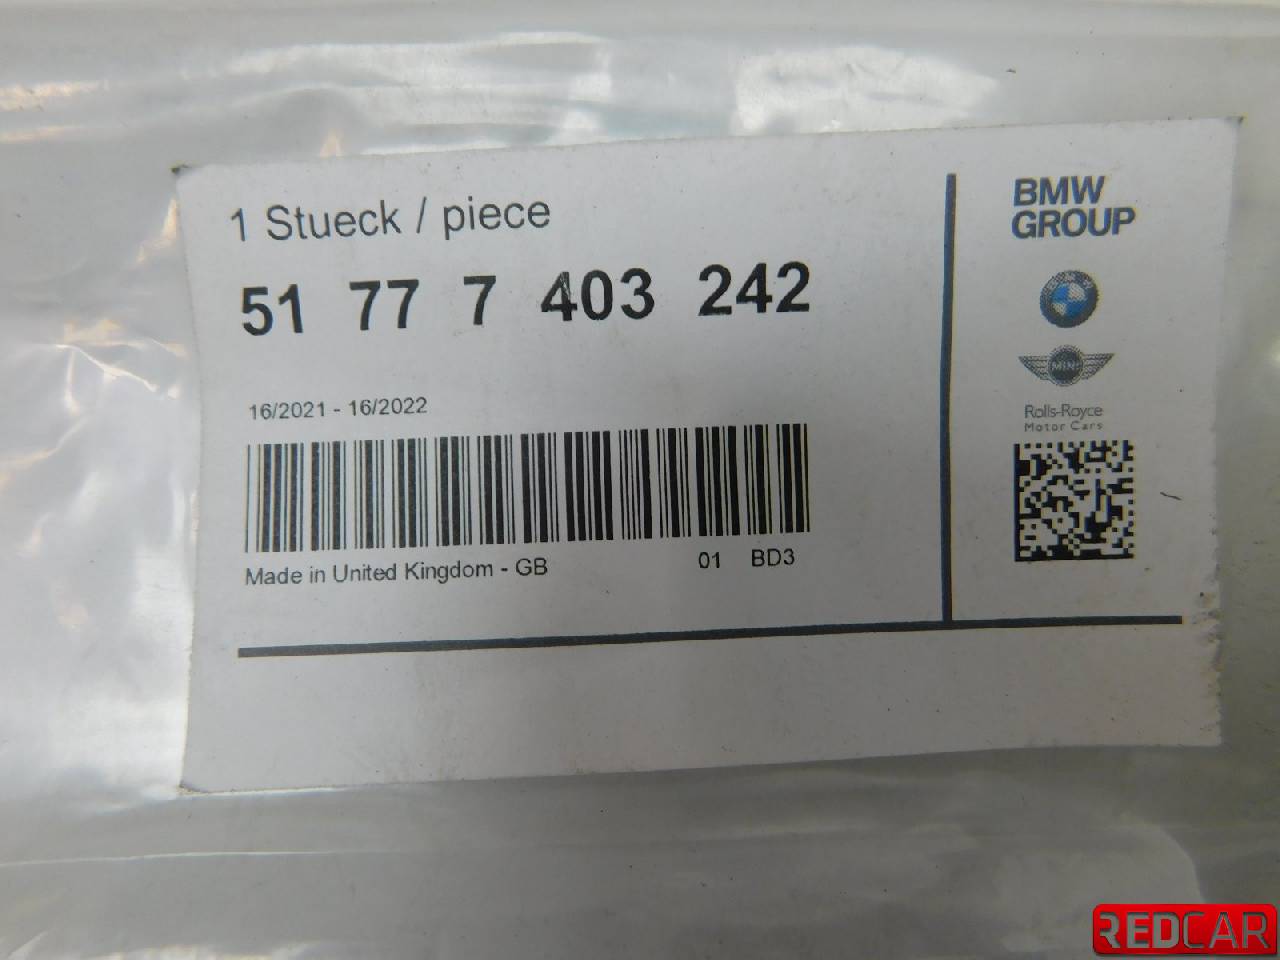 1 Stueck / piece
51 77 7 403 242
16/2021 - 16/2022
Made in United Kingdom - GB 01 BD3
BMW
GROUP
MINI
Rolls-Royce
Motor Cars
REDCAR